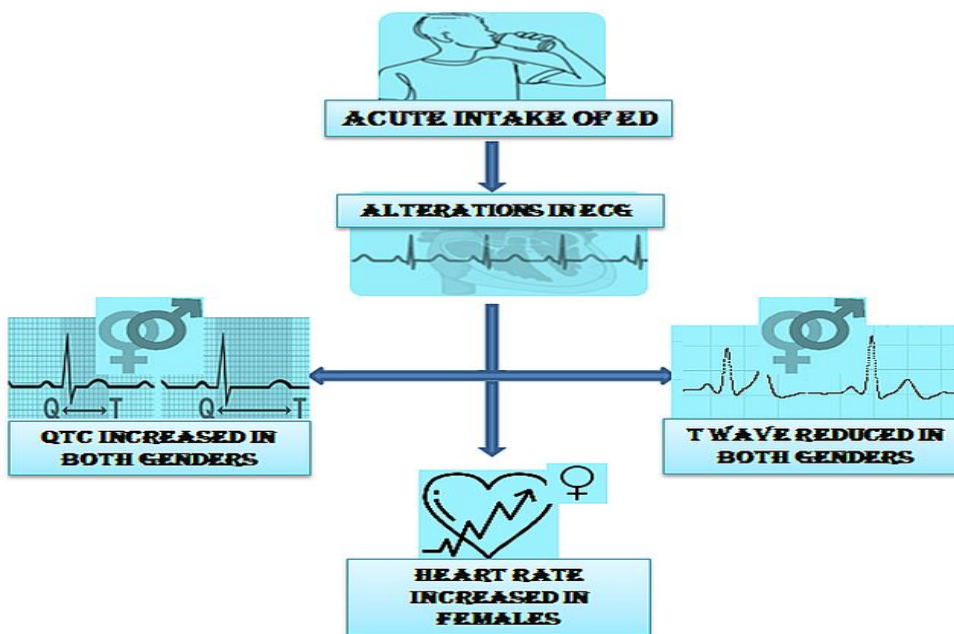 ACUTE INTAKE OF ED
ALTERATIONS IN ECG
Q T Q T
QTC INCREASED IN
BOTH GENDERS
T WAVE REDUCED IN
BOTH GENDERS
HEART RATE
INCREASED IN
FEMALES